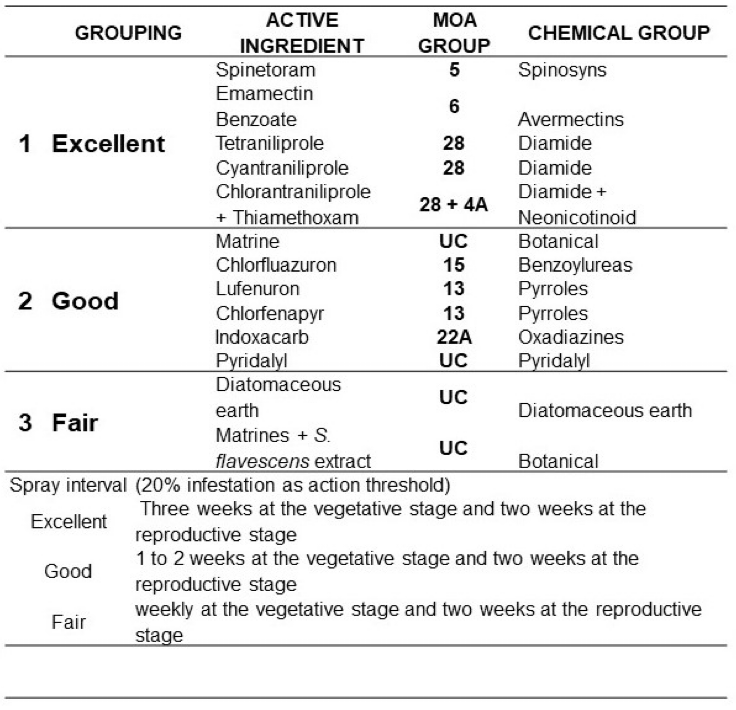 GROUPING ACTIVE INGREDIENT MOA GROUP CHEMICAL GROUP
1 Excellent
Spinetoram 5 Spinosyns
Emamectin Benzoate 6 Avermectins
Tetraniliprole 28 Diamide
Cyantraniliprole 28 Diamide
Chlorantraniliprole + Thiamethoxam 28 + 4A Diamide + Neonicotinoid
2 Good
Matrine UC Botanical
Chlorfluazuron 15 Benzoylureas
Lufenuron 13 Pyrroles
Chlorfenapyr 13 Pyrroles
Indoxacarb 22A Oxadiazines
Pyridalyl UC Pyridalyl
3 Fair
Diatomaceous earth UC Diatomaceous earth
Matrines + S. flavescens extract UC Botanical
Spray interval (20% infestation as action threshold)
Excellent Three weeks at the vegetative stage and two weeks at the
reproductive stage
Good 1 to 2 weeks at the vegetative stage and two weeks at the
reproductive stage
Fair weekly at the vegetative stage and two weeks at the reproductive
stage